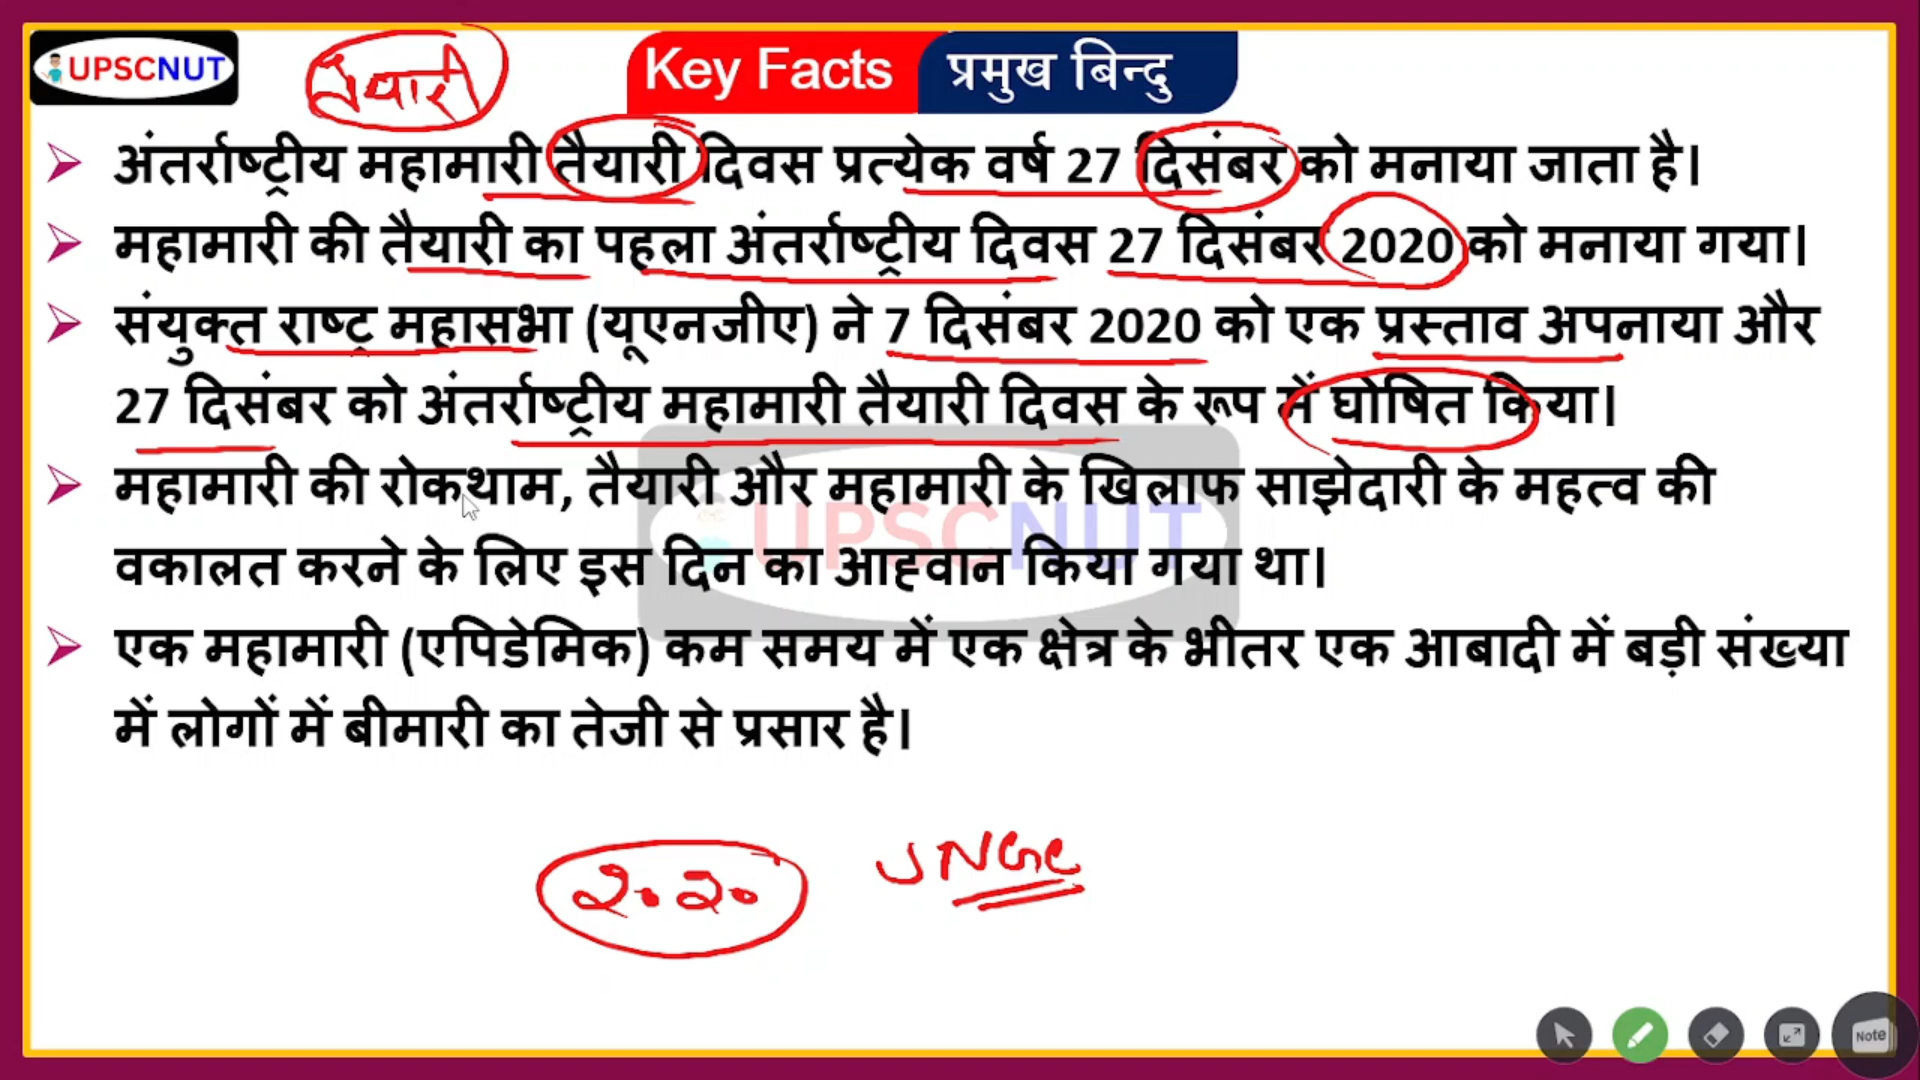 UPSCNUT
तैयारी
Key Facts प्रमुख बिन्दु
➢ अंतर्राष्ट्रीय महामारी तैयारी दिवस प्रत्येक वर्ष 27 दिसंबर को मनाया जाता है।
➢ महामारी की तैयारी का पहला अंतर्राष्ट्रीय दिवस 27 दिसंबर 2020 को मनाया गया।
➢ संयुक्त राष्ट्र महासभा (यूएनजीए) ने 7 दिसंबर 2020 को एक प्रस्ताव अपनाया और
27 दिसंबर को अंतर्राष्ट्रीय महामारी तैयारी दिवस के रूप में घोषित किया।
➢ महामारी की रोकथाम, तैयारी और महामारी के खिलाफ साझेदारी के महत्व की
वकालत करने के लिए इस दिन का आह्वान किया गया था।
➢ एक महामारी (एपिडेमिक) कम समय में एक क्षेत्र के भीतर एक आबादी में बड़ी संख्या
में लोगों में बीमारी का तेजी से प्रसार है।
UPSCNUT
2020
Note